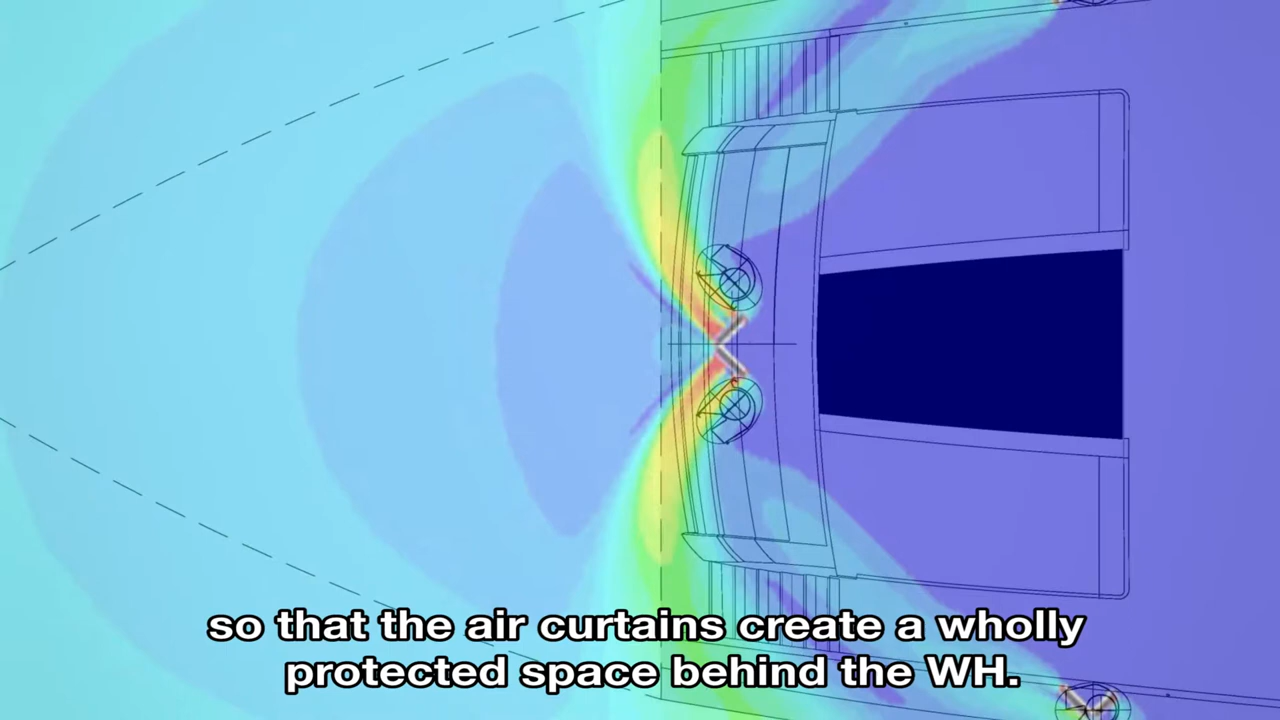 so that the air curtains create a wholly
protected space behind the WH.